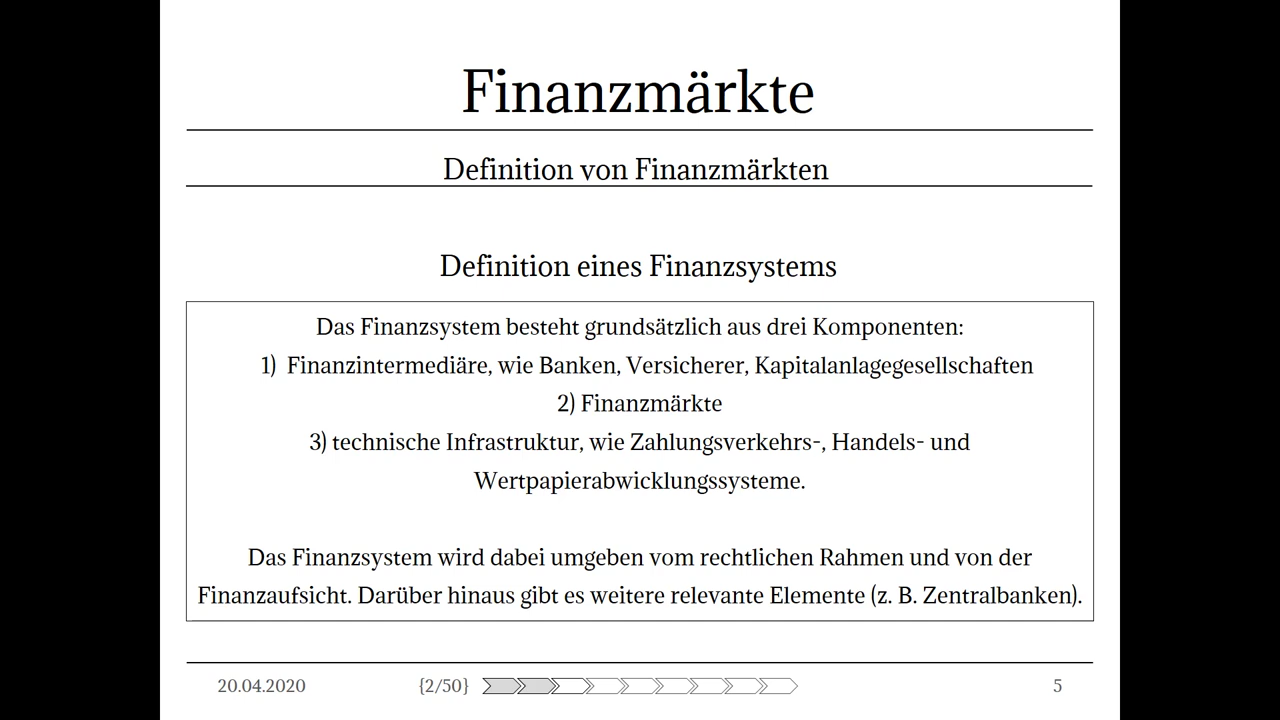 Finanzmärkte
Definition von Finanzmärkten
Definition eines Finanzsystems
Das Finanzsystem besteht grundsätzlich aus drei Komponenten:
1) Finanzintermediäre, wie Banken, Versicherer, Kapitalanlagegesellschaften
2) Finanzmärkte
3) technische Infrastruktur, wie Zahlungsverkehrs-, Handels- und
Wertpapierabwicklungssysteme.
Das Finanzsystem wird dabei umgeben vom rechtlichen Rahmen und von der
Finanzaufsicht. Darüber hinaus gibt es weitere relevante Elemente (z. B. Zentralbanken).
20.04.2020 {2/50} 5